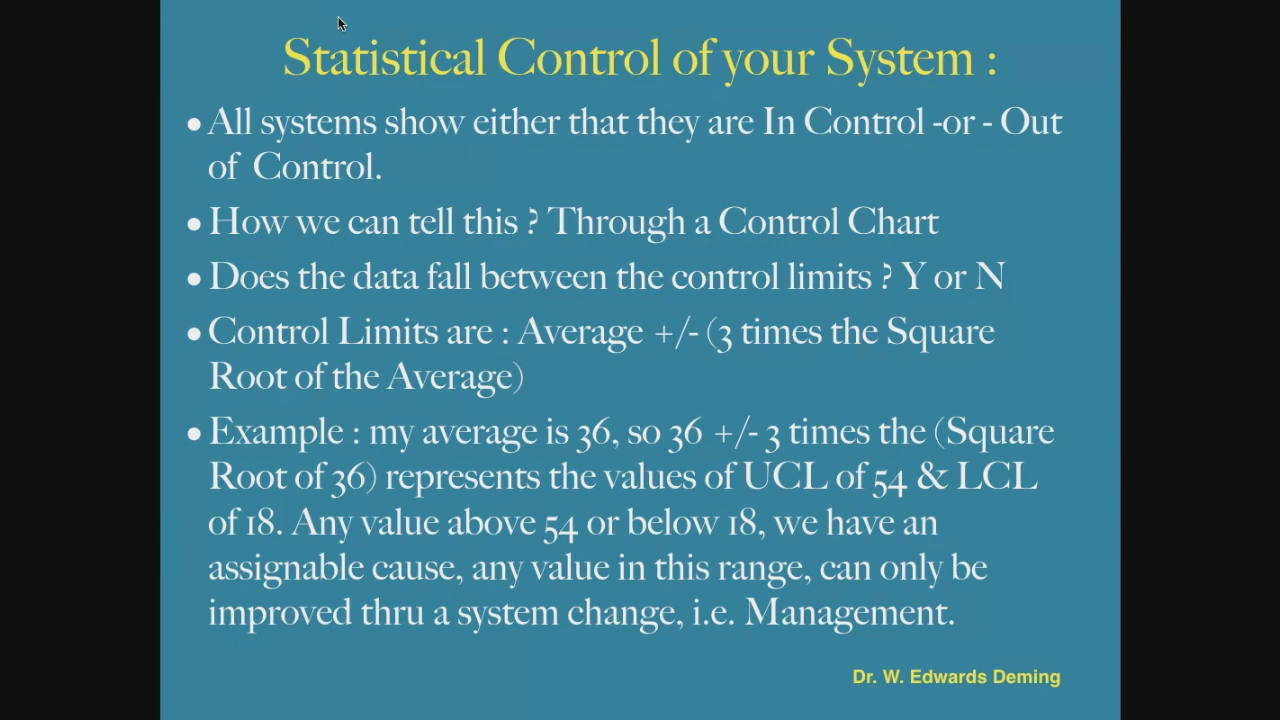 Statistical Control of your System :
• All systems show either that they are In Control -or - Out
of Control.
• How we can tell this ? Through a Control Chart
• Does the data fall between the control limits ? Y or N
• Control Limits are : Average +/- (3 times the Square
Root of the Average)
• Example : my average is 36, so 36 +/- 3 times the (Square
Root of 36) represents the values of UCL of 54 & LCL
of 18. Any value above 54 or below 18, we have an
assignable cause, any value in this range, can only be
improved thru a system change, i.e. Management.
Dr. W. Edwards Deming